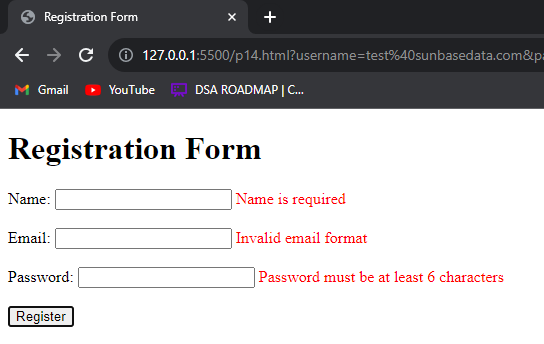 Registration Form
127.0.0.1:5500/p14.html?username=test%40sunbasedata.com&pa
Gmail YouTube DSA ROADMAP | C...
Registration Form
Name: Name is required
Email: Invalid email format
Password: Password must be at least 6 characters
Register